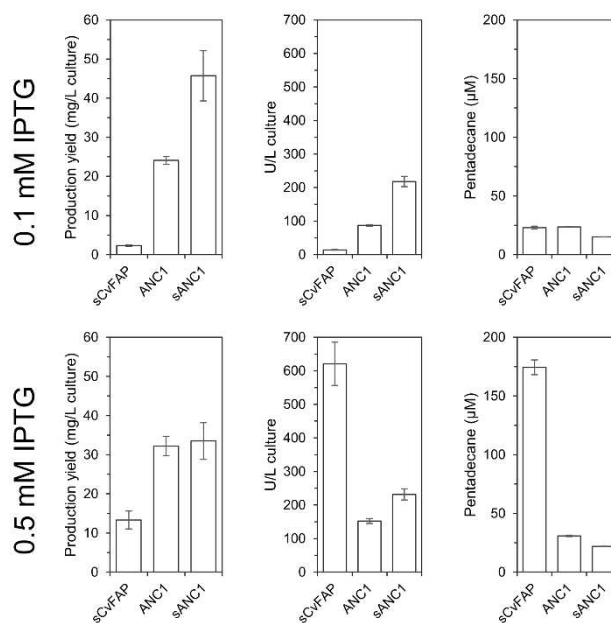 0.1 mM IPTG
Production yield (mg/L culture)
60
50
40
30
20
10
0
sCvFAP
ANC1
sANC1
U/L culture
700
600
500
400
300
200
100
0
sCvFAP
ANC1
sANC1
Pentadecane (µM)
200
150
100
50
0
sCvFAP
ANC1
sANC1
0.5 mM IPTG
Production yield (mg/L culture)
60
50
40
30
20
10
0
sCvFAP
ANC1
sANC1
U/L culture
700
600
500
400
300
200
100
0
sCvFAP
ANC1
sANC1
Pentadecane (µM)
200
150
100
50
0
sCvFAP
ANC1
sANC1